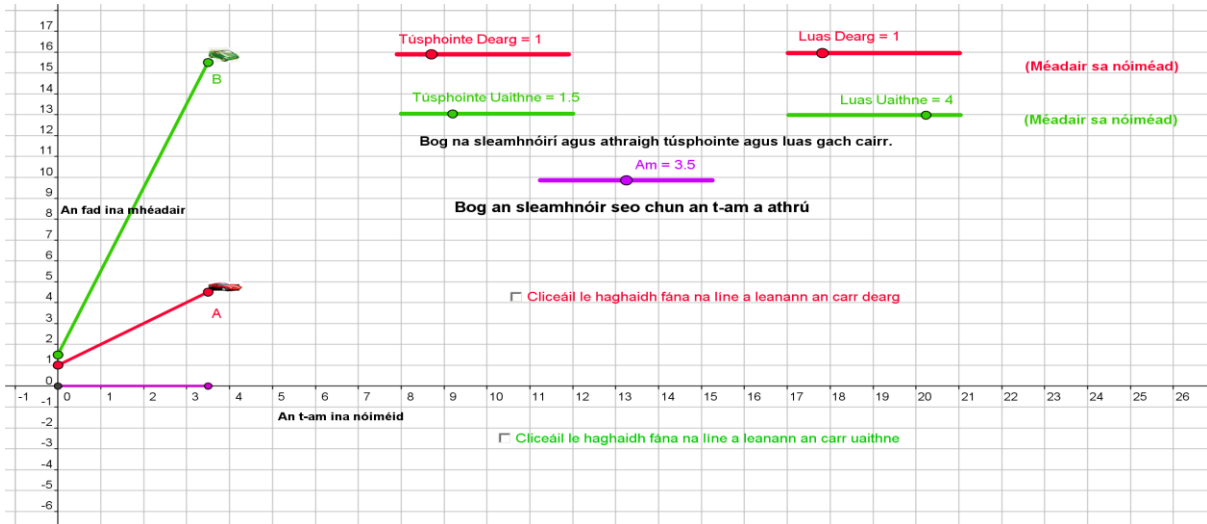 17
16
15
14
13
12
11
10
9
8
7
6
5
4
3
2
1
0
-1
-2
-3
-4
-5
-6
-1 0 1 2 3 4 5 6 7 8 9 10 11 12 13 14 15 16 17 18 19 20 21 22 23 24 25 26
B
A
An fad ina mhéadair
An t-am ina nóiméid
Túsphointe Dearg = 1
Luas Dearg = 1
(Méadair sa nóiméad)
Túsphointe Uaithne = 1.5
Luas Uaithne = 4
(Méadair sa nóiméad)
Bog na sleamhnóirí agus athraigh túsphointe agus luas gach cairr.
Am = 3.5
Bog an sleamhnóir seo chun an t-am a athrú
Cliceáil le haghaidh fána na líne a leanann an carr dearg
Cliceáil le haghaidh fána na líne a leanann an carr uaithne